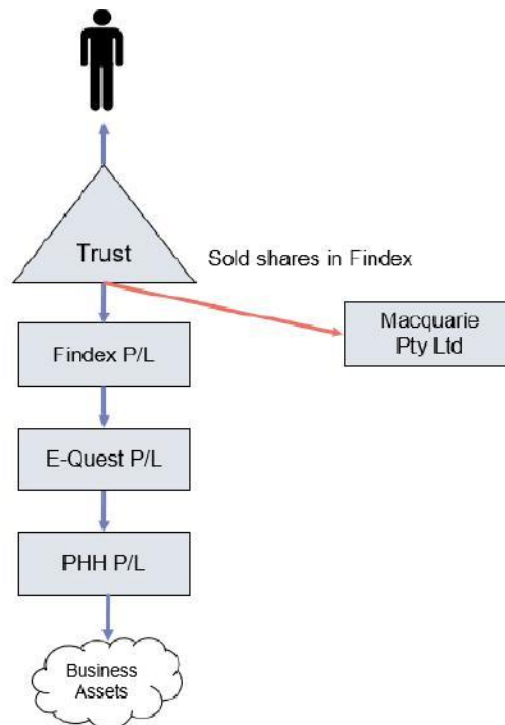 Trust
Sold shares in Findex
Macquarie
Pty Ltd
Findex P/L
E-Quest P/L
PHH P/L
Business
Assets